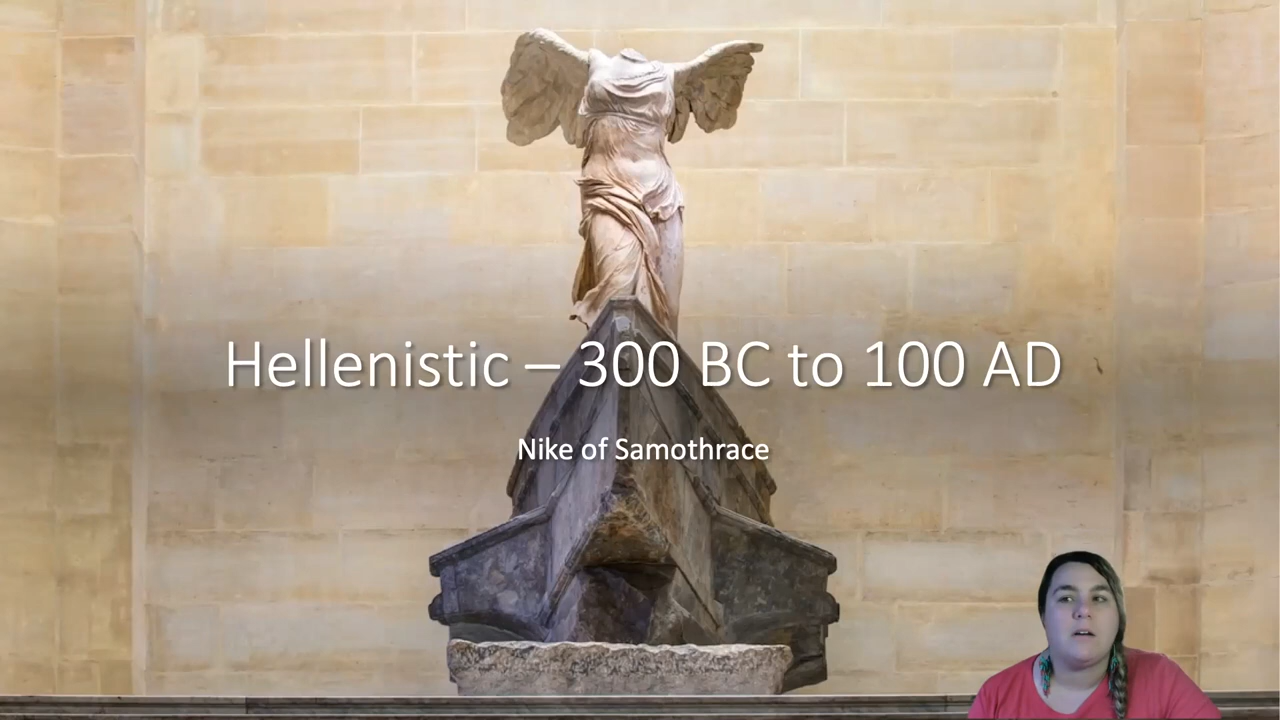 Hellenistic – 300 BC to 100 AD
Nike of Samothrace